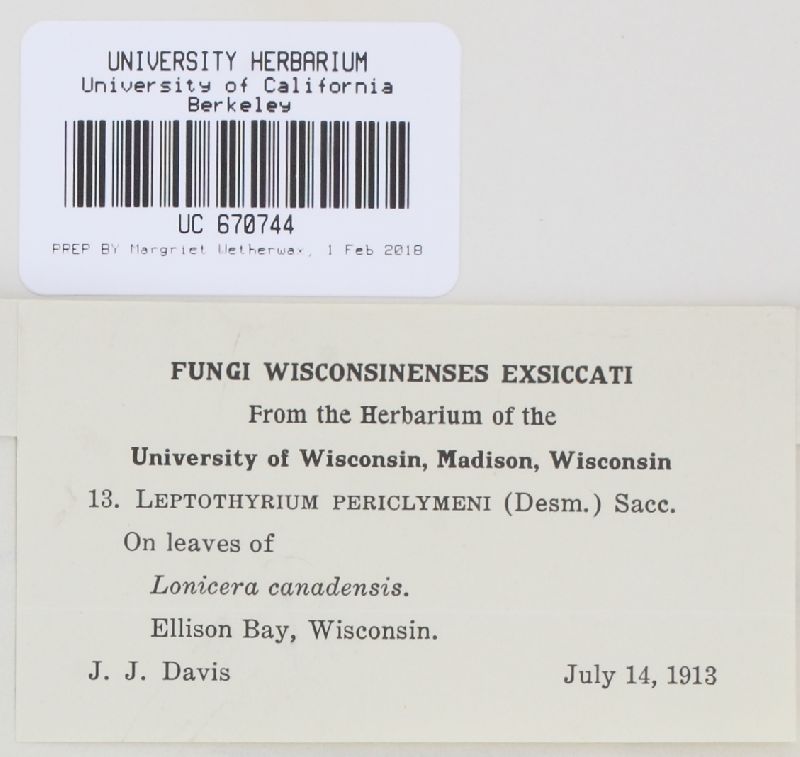 UNIVERSITY HERBARIUM
University of California
Berkeley
UC 670744
PREP BY Margriet Wetherwax, 1 Feb 2018
FUNGI WISCONSINENSES EXSICCATI
From the Herbarium of the
University of Wisconsin, Madison, Wisconsin
13. LEPTOTHYRIUM PERICLYMENI (Desm.) Sacc.
On leaves of
Lonicera canadensis.
Ellison Bay, Wisconsin.
J. J. Davis July 14, 1913